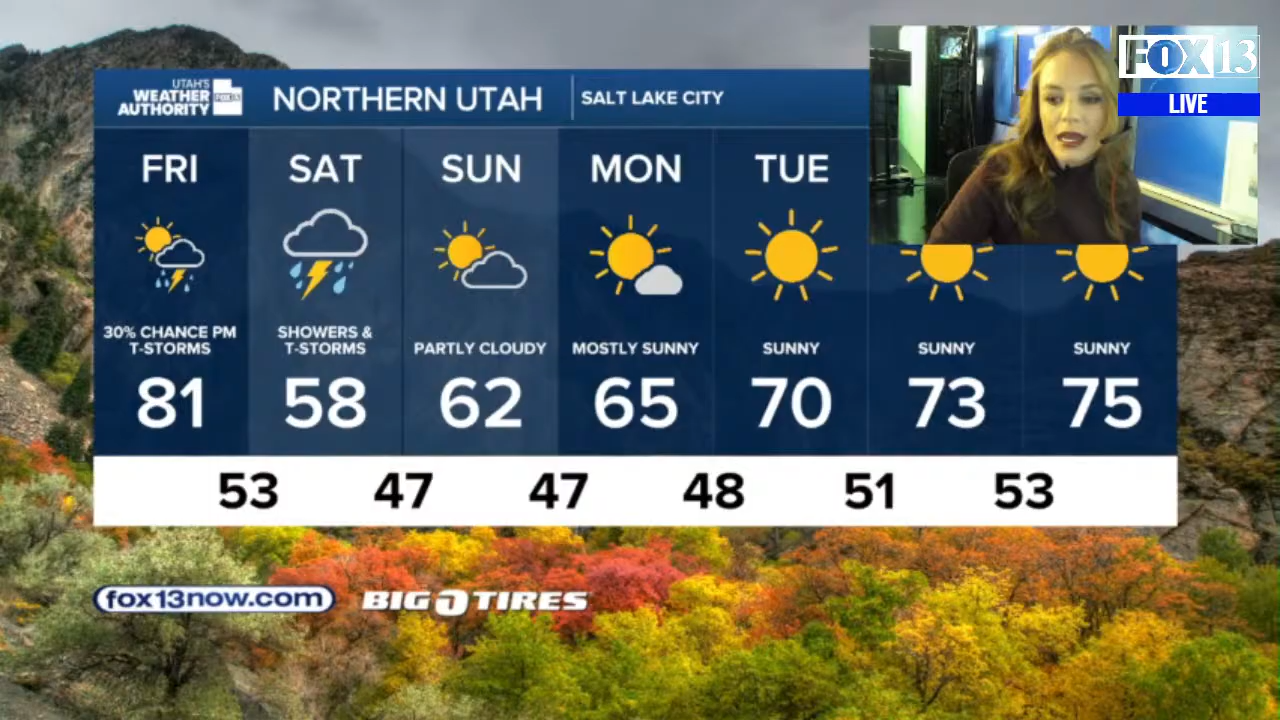 UTAH'S
WEATHER
AUTHORITY
FOX 13
NORTHERN UTAH
SALT LAKE CITY
FOX 13
LIVE
FRI
SAT
SUN
MON
TUE
30% CHANCE PM
T-STORMS
SHOWERS &
T-STORMS
PARTLY CLOUDY
MOSTLY SUNNY
SUNNY
SUNNY
SUNNY
81
58
62
65
70
73
75
53
47
47
48
51
53
fox13now.com
BIG O TIRES